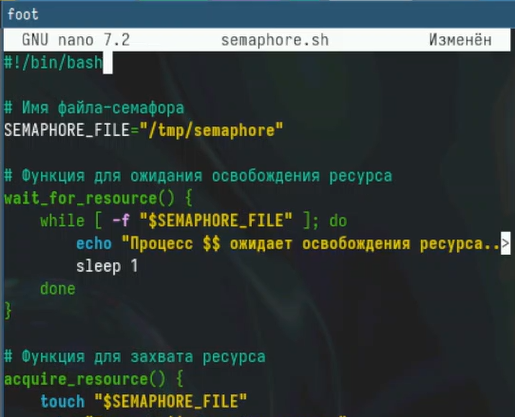 foot
GNU nano 7.2 semaphore.sh Изменён
#!/bin/bash
# Имя файла-семафора
SEMAPHORE_FILE="/tmp/semaphore"
# Функция для ожидания освобождения ресурса
wait_for_resource() {
while [ -f "$SEMAPHORE_FILE" ]; do
echo "Процесс $$ ожидает освобождения ресурса..>
sleep 1
done
}
# Функция для захвата ресурса
acquire_resource() {
touch "$SEMAPHORE_FILE"